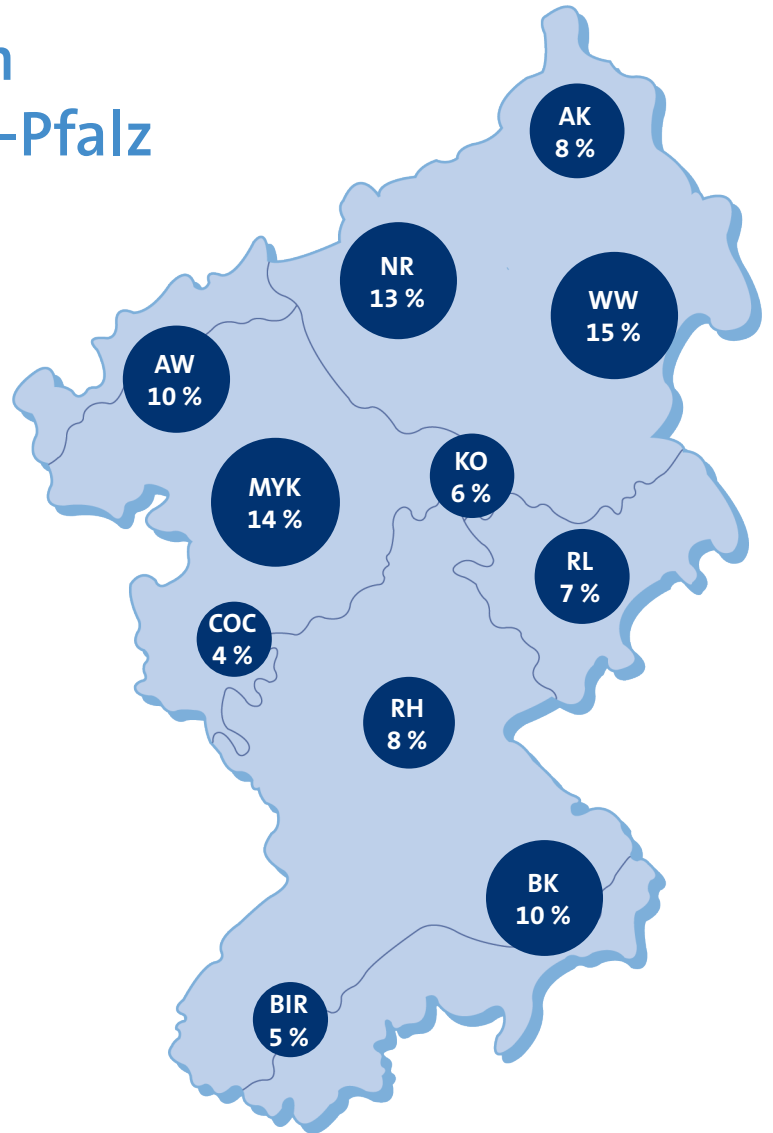 n
-Pfalz
AK
8 %
NR
13 %
WW
15 %
AW
10 %
KO
6 %
MYK
14 %
RL
7 %
COC
4 %
RH
8 %
BK
10 %
BIR
5 %